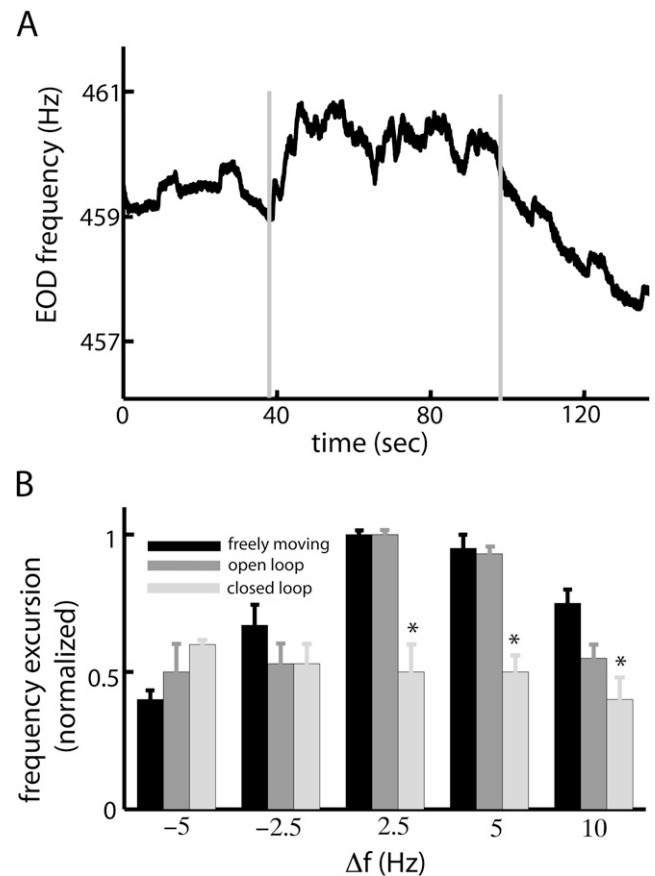 A
EOD frequency (Hz)
461
459
457
0 40 80 120
time (sec)
B
frequency excursion
(normalized)
1
0.5
0
freely moving
open loop
closed loop
* * *
−5 −2.5 2.5 5 10
Δf (Hz)